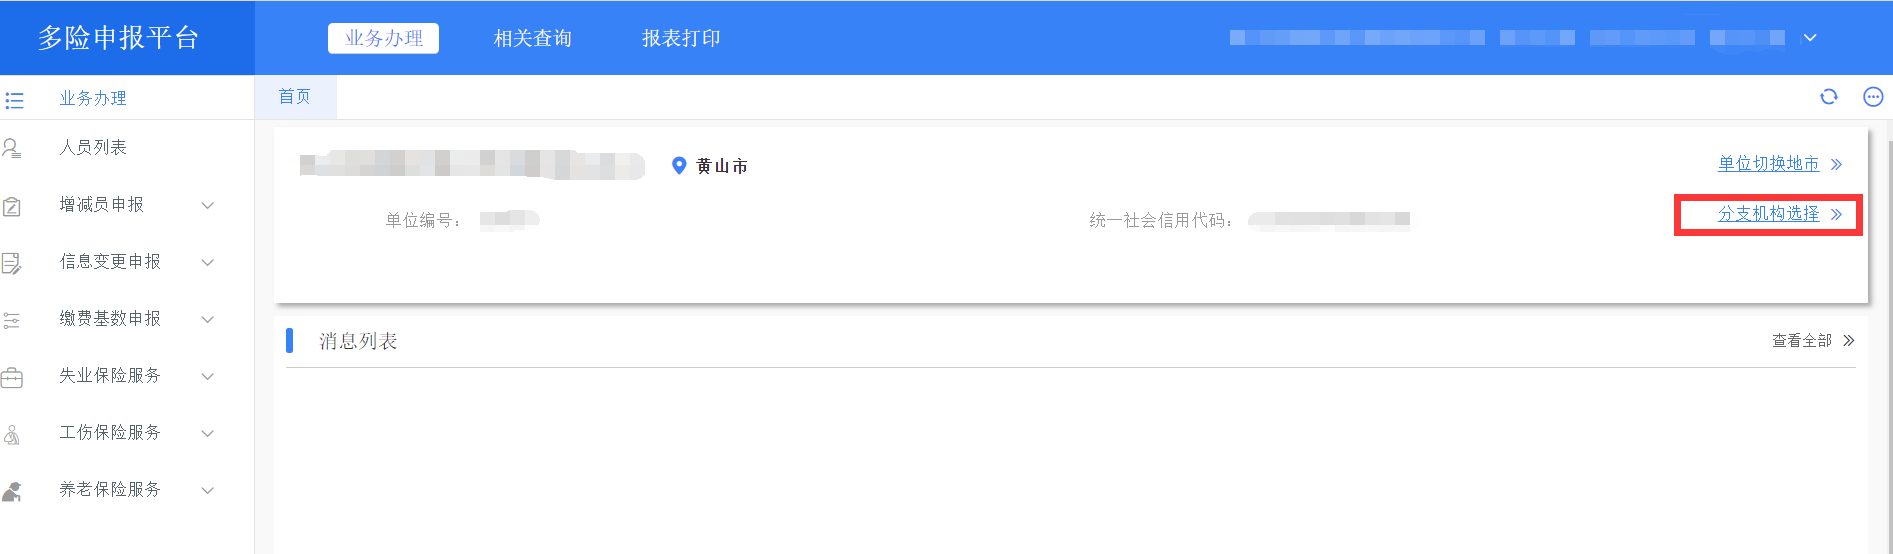 多险申报平台
业务办理 相关查询 报表打印
业务办理
首页
人员列表
增减员申报
信息变更申报
缴费基数申报
失业保险服务
工伤保险服务
养老保险服务
黄山市
单位切换地市
单位编号：
统一社会信用代码：
分支机构选择
消息列表
查看全部